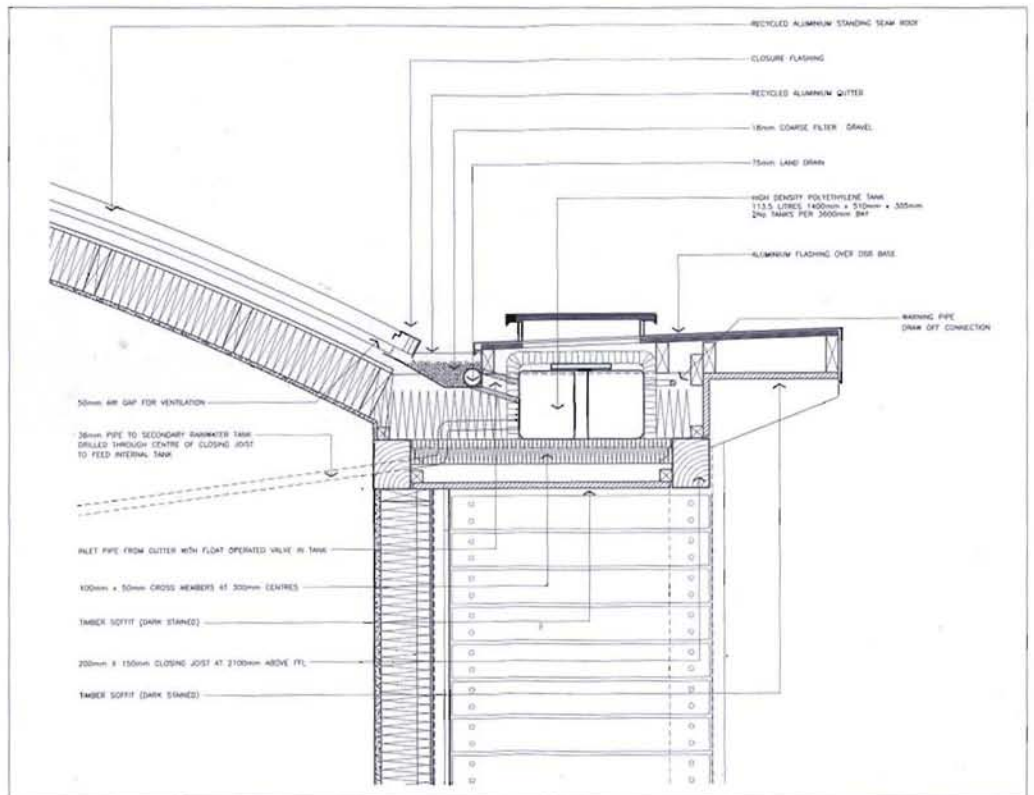 RECYCLED ALUMINIUM STANDING SEAM ROOF
CLOSURE FLASHING
RECYCLED ALUMINIUM GUTTER
18mm COARSE FILTER GRAVEL
75mm LAND DRAIN
HIGH DENSITY POLYETHYLENE TANK
113.5 LITRES 1400mm x 510mm x 305mm
2No TANKS PER 3600mm BAY
ALUMINIUM FLASHING OVER OSB BASE
WARNING PIPE
DRAW OFF CONNECTION
50mm AIR GAP FOR VENTILATION
38mm PIPE TO SECONDARY RAINWATER TANK
DRILLED THROUGH CENTRE OF CLOSING JOIST
TO FEED INTERNAL TANK
INLET PIPE FROM GUTTER WITH FLOAT OPERATED VALVE IN TANK
100mm x 50mm CROSS MEMBERS AT 300mm CENTRES
TIMBER SOFFIT (DARK STAINED)
200mm X 150mm CLOSING JOIST AT 2100mm ABOVE FFL
TIMBER SOFFIT (DARK STAINED)